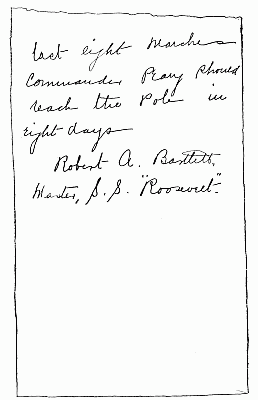 last eight marches
Commander Peary should
reach the Pole in
eight days
Robert A. Bartlett,
Master, S.S. "Roosevelt".